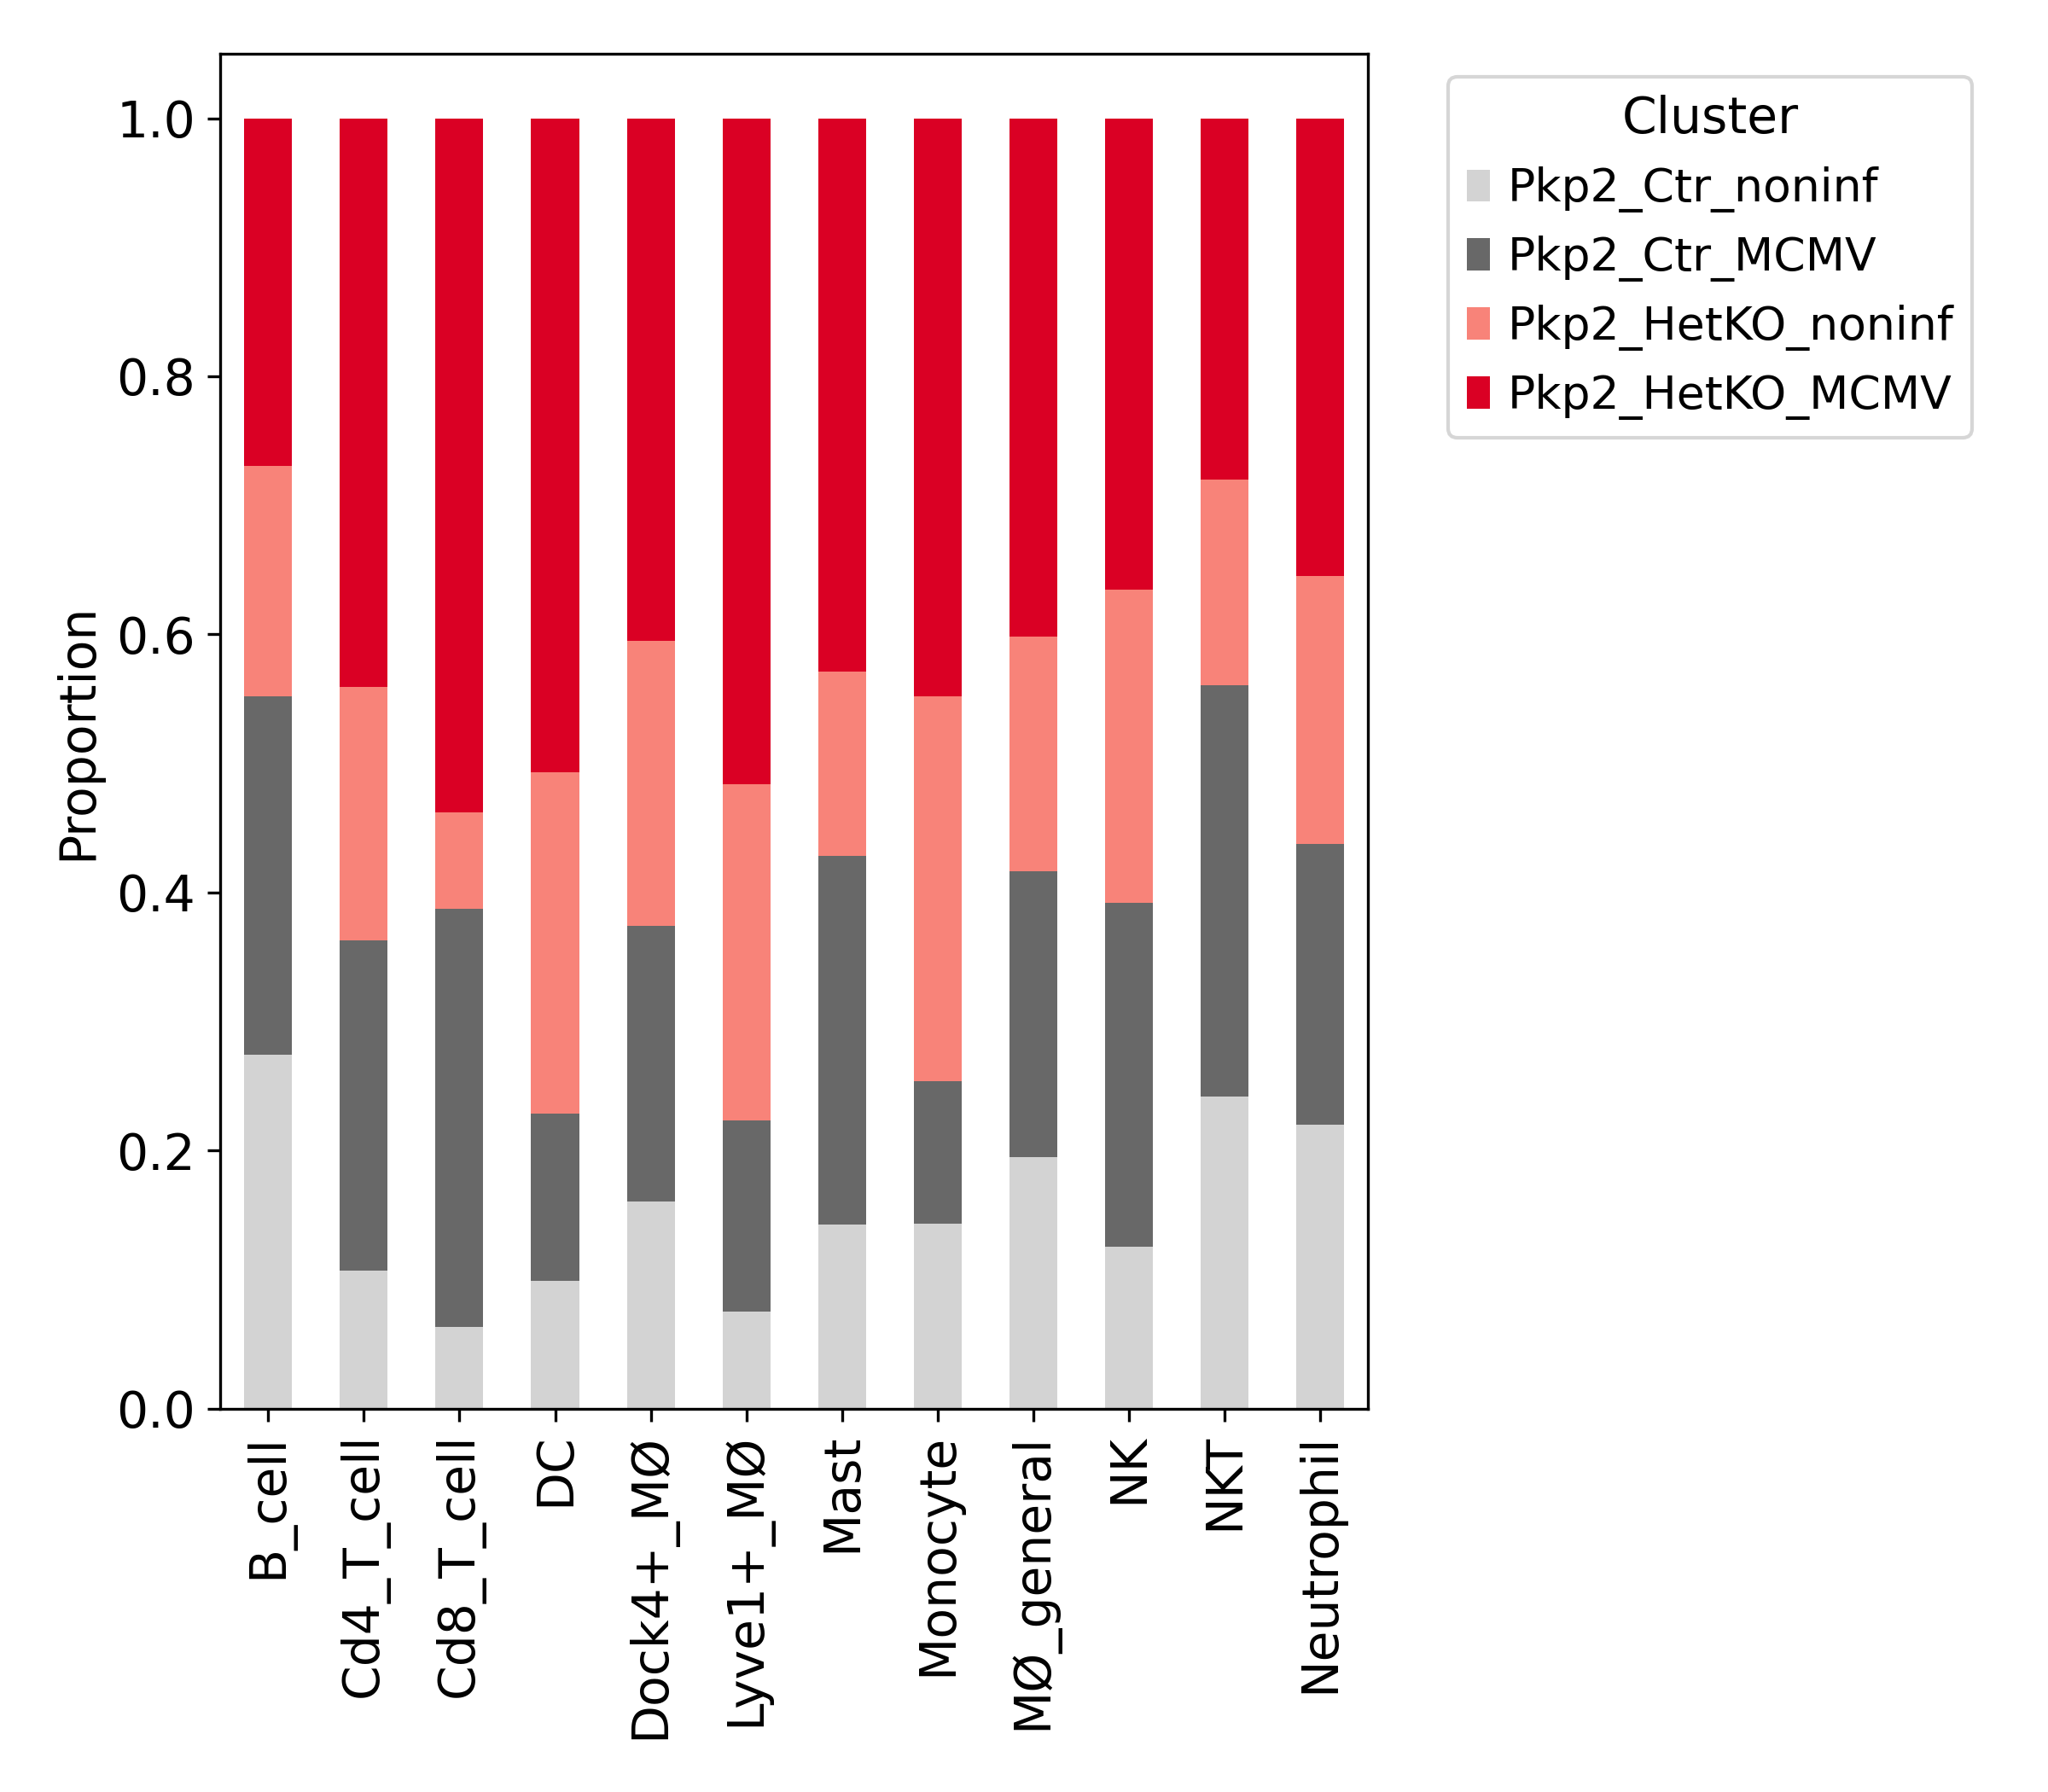 Cluster
Pkp2_Ctr_noninf
Pkp2_Ctr_MCMV
Pkp2_HetKO_noninf
Pkp2_HetKO_MCMV
Proportion
1.0
0.8
0.6
0.4
0.2
0.0
B_cell
Cd4_T_cell
Cd8_T_cell
DC
Dock4+_MØ
Lyve1+_MØ
Mast
Monocyte
MØ_general
NK
NKT
Neutrophil